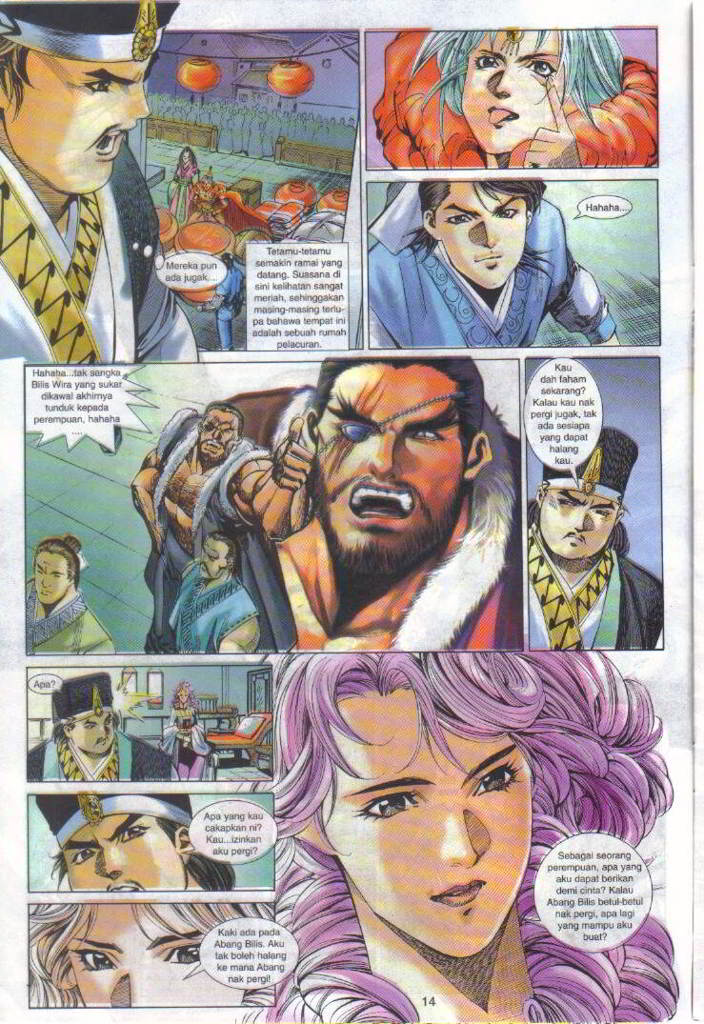 Mereka pun
ada jugak....
Tetamu-tetamu
semakin ramai yang
datang. Suasana di
sini kelihatan sangat
meriah, sehinggakan
masing-masing terlu-
pa bahawa tempat ini
adalah sebuah rumah
pelacuran.
Hahaha....
Hahaha...tak sangka
Bilis Wira yang sukar
dikawal akhirnya
tunduk kepada
perempuan, hahaha
....
Kau
dah faham
sekarang?
Kalau kau nak
pergi jugak, tak
ada sesiapa
yang dapat
halang
kau.
Apa?
Apa yang kau
cakapkan ni?
Kau...izinkan
aku pergi?
Kaki ada pada
Abang Bilis. Aku
tak boleh halang
ke mana Abang
nak pergi!
Sebagai seorang
perempuan, apa yang
aku dapat berikan
demi cinta? Kalau
Abang Bilis betul-betul
nak pergi, apa lagi
yang mampu aku
buat?
14